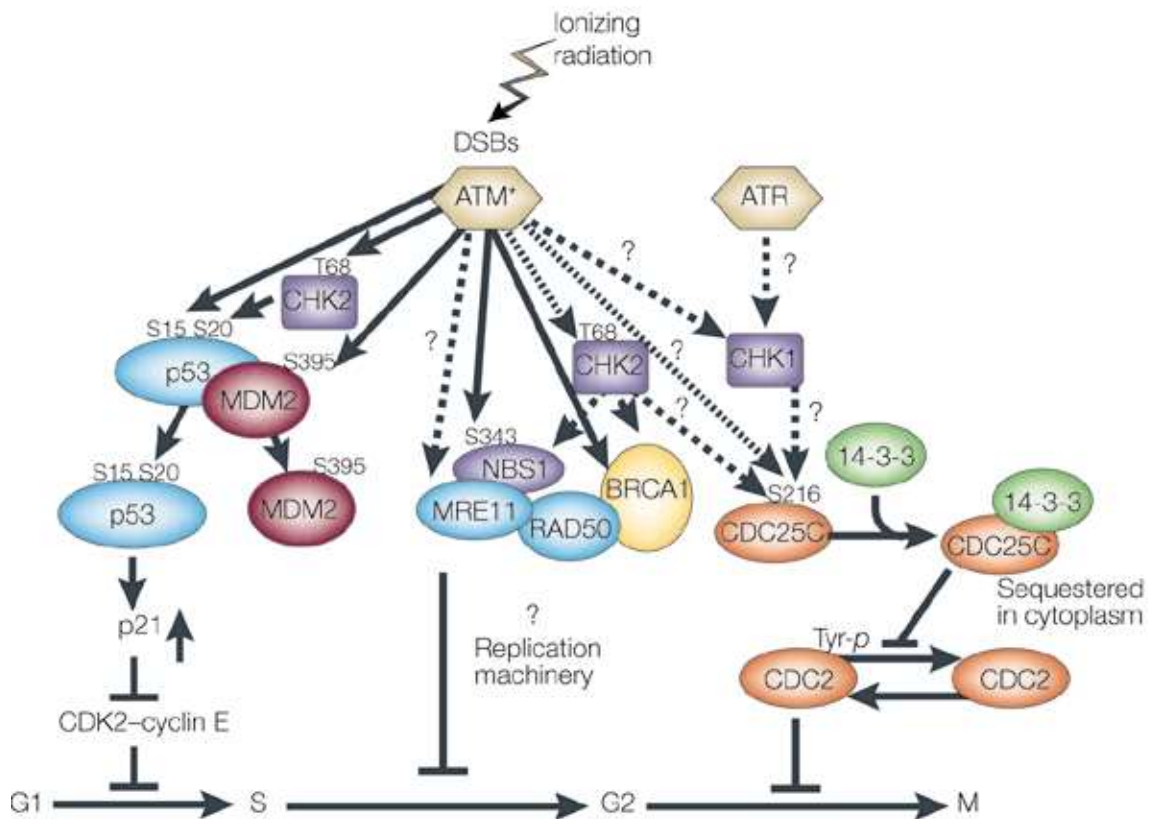 Ionizing
radiation
DSBs
ATM*
ATR
?
?
T68
CHK2
S15 S20
p53
S395
MDM2
?
T68
CHK2
?
CHK1
?
?
S343
NBS1
MRE11
RAD50
BRCA1
S216
CDC25C
14-3-3
14-3-3
CDC25C
Sequestered
in cytoplasm
S15 S20
p53
S395
MDM2
p21
?
Replication
machinery
Tyr-p
CDC2
CDC2
CDK2–cyclin E
G1
S
G2
M